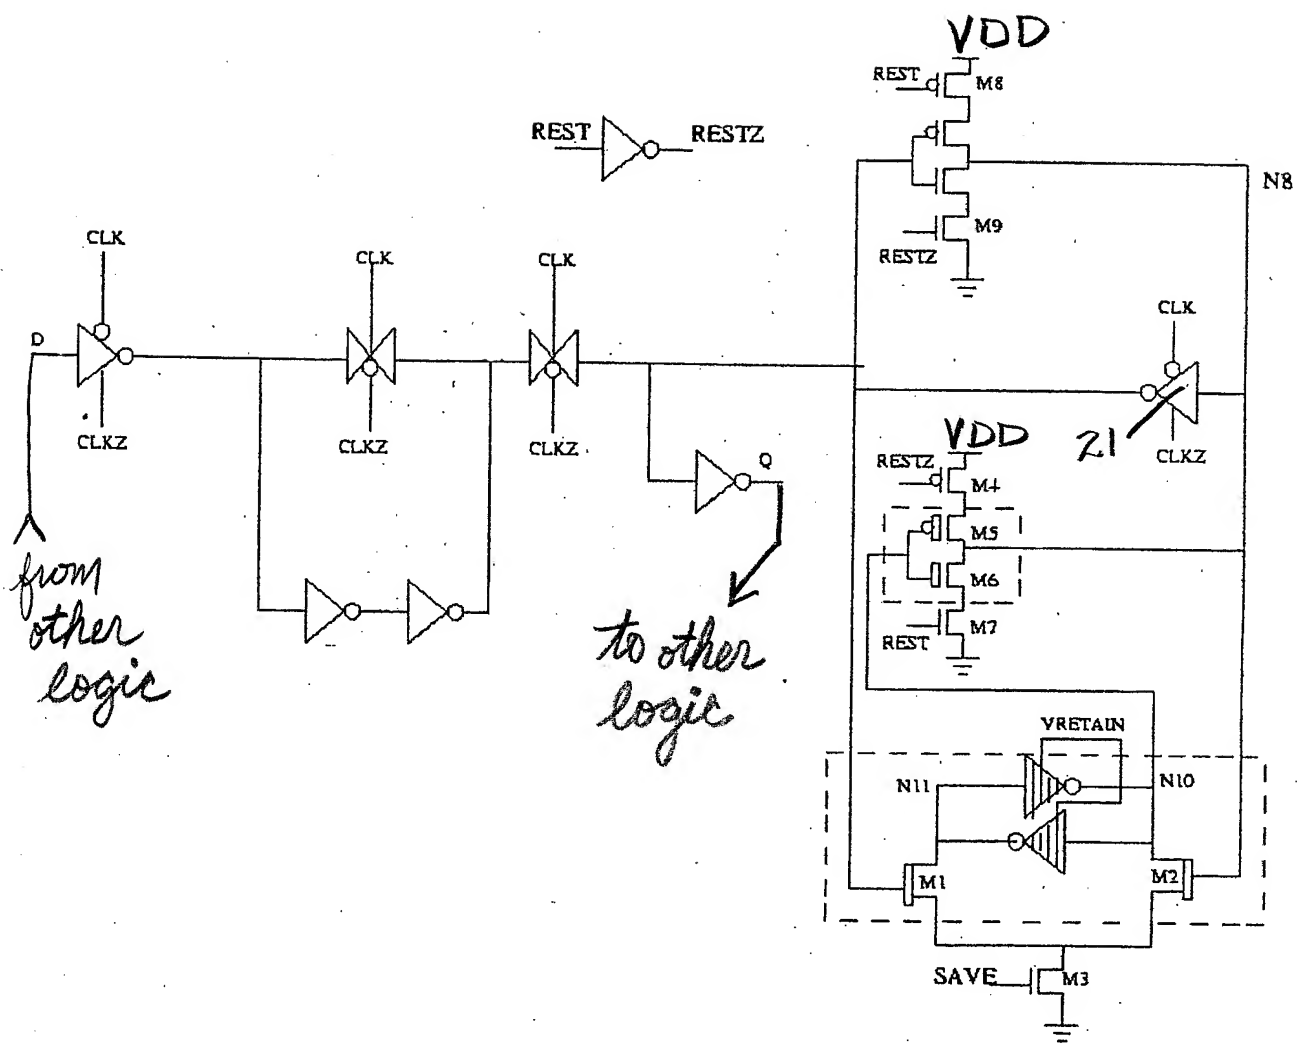 VDD
REST
M8
REST
RESTZ
N8
M9
RESTZ
CLK
CLK
CLK
CLK
D
CLKZ
CLKZ
CLKZ
21
CLKZ
VDD
RESTZ
M4
Q
M5
M6
M7
REST
from
other
logic
to other
logic
VRETAIN
N11
N10
M1
M2
SAVE
M3